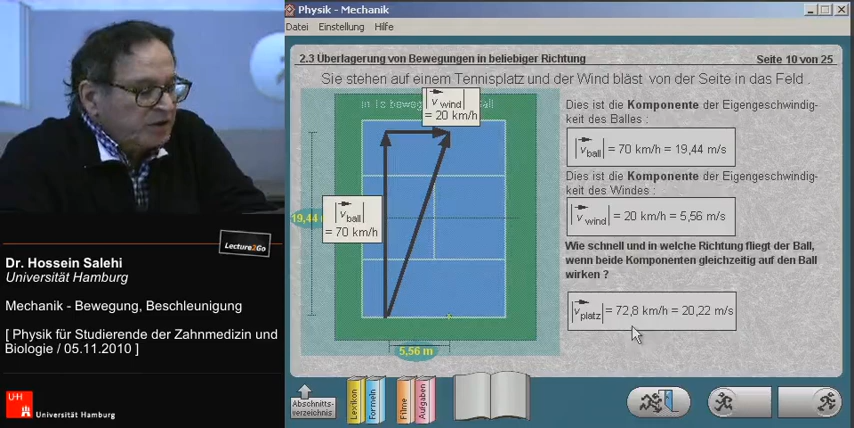 Physik - Mechanik
Datei Einstellung Hilfe
2.3 Überlagerung von Bewegungen in beliebiger Richtung
Seite 10 von 25
Sie stehen auf einem Tennisplatz und der Wind bläst von der Seite in das Feld .
|v wind|
= 20 km/h
|v ball|
= 70 km/h
19,44
5,56 m
Dies ist die Komponente der Eigengeschwindig-
keit des Balles :
|v ball| = 70 km/h = 19,44 m/s
Dies ist die Komponente der Eigengeschwindig-
keit des Windes :
|v wind| = 20 km/h = 5,56 m/s
Wie schnell und in welche Richtung fliegt der Ball,
wenn beide Komponenten gleichzeitig auf den Ball
wirken ?
|v platz| = 72,8 km/h = 20,22 m/s
Abschnitts-
verzeichnis
Lexikon
Formeln
Filme
Aufgaben
Lecture2Go
Dr. Hossein Salehi
Universität Hamburg
Mechanik - Bewegung, Beschleunigung
[ Physik für Studierende der Zahnmedizin und
Biologie / 05.11.2010 ]
UHH
Universität Hamburg